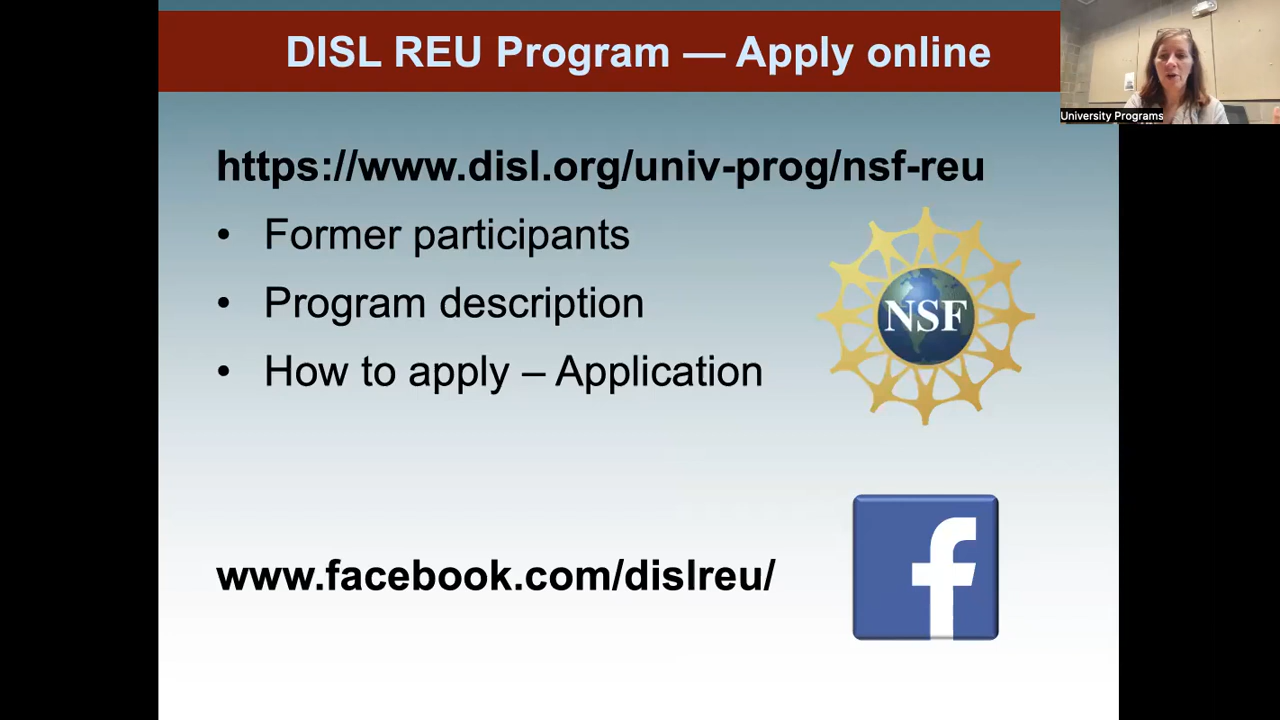 DISL REU Program — Apply online
University Programs
https://www.disl.org/univ-prog/nsf-reu
• Former participants
• Program description
• How to apply – Application
NSF
www.facebook.com/dislreu/
f